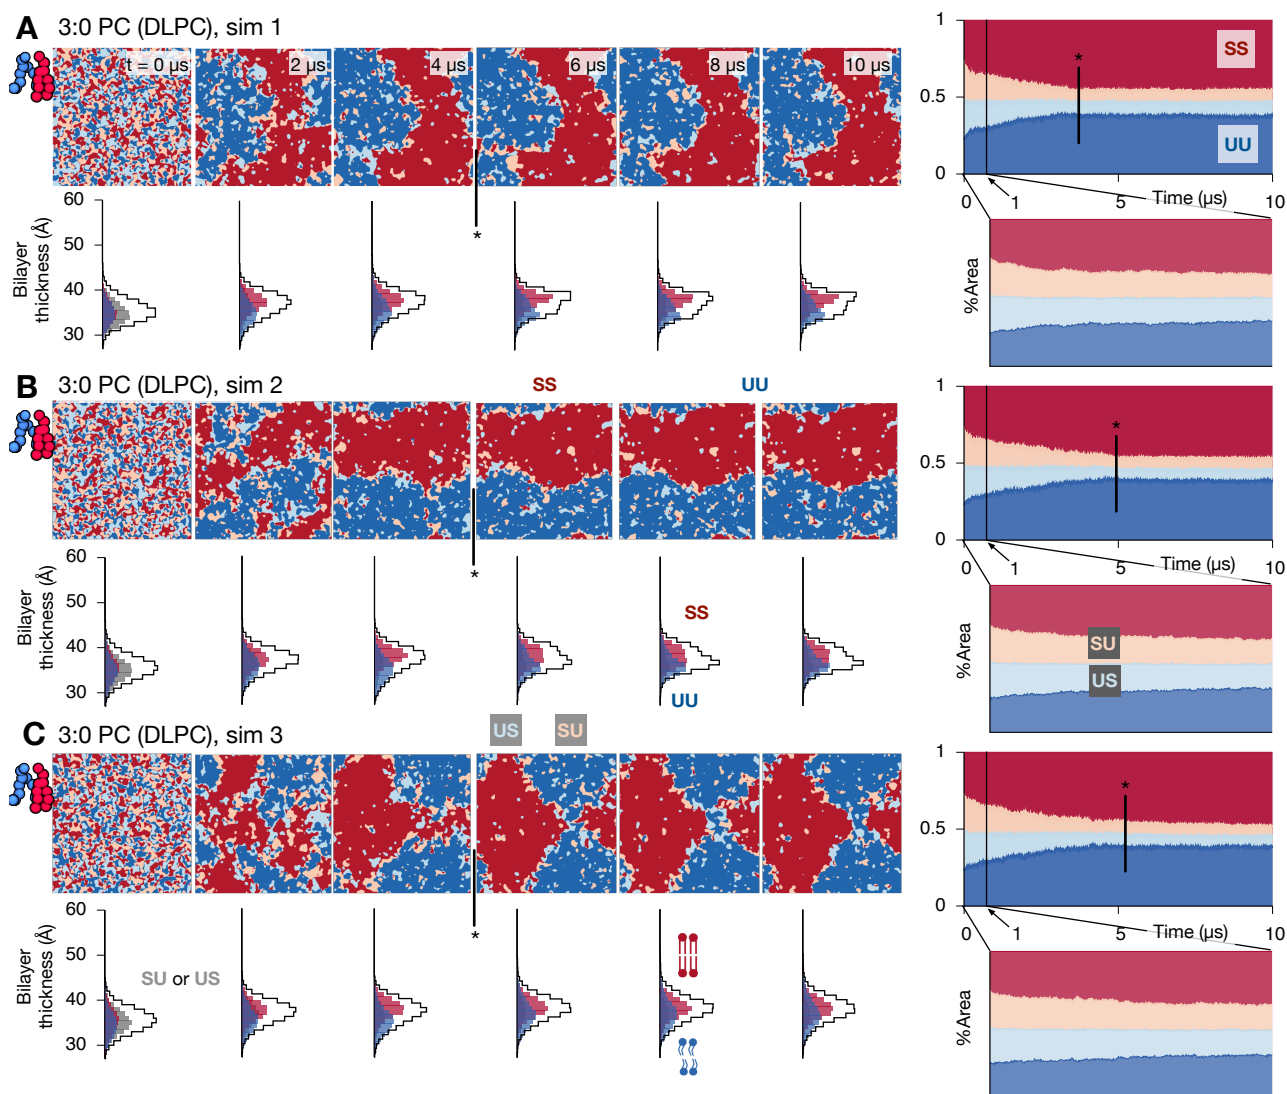 A 3:0 PC (DLPC), sim 1
t = 0 µs
2 µs
4 µs
6 µs
8 µs
10 µs
*
60
50
40
30
Bilayer
thickness (Å)
1
0.5
0
SS
UU
*
0
1
5
Time (µs)
10
%Area
B 3:0 PC (DLPC), sim 2
SS
UU
*
60
50
40
30
Bilayer
thickness (Å)
SS
UU
1
0.5
0
*
0
1
5
Time (µs)
10
%Area
SU
US
C 3:0 PC (DLPC), sim 3
US
SU
*
60
50
40
30
Bilayer
thickness (Å)
SU or US
1
0.5
0
*
0
1
5
Time (µs)
10
%Area